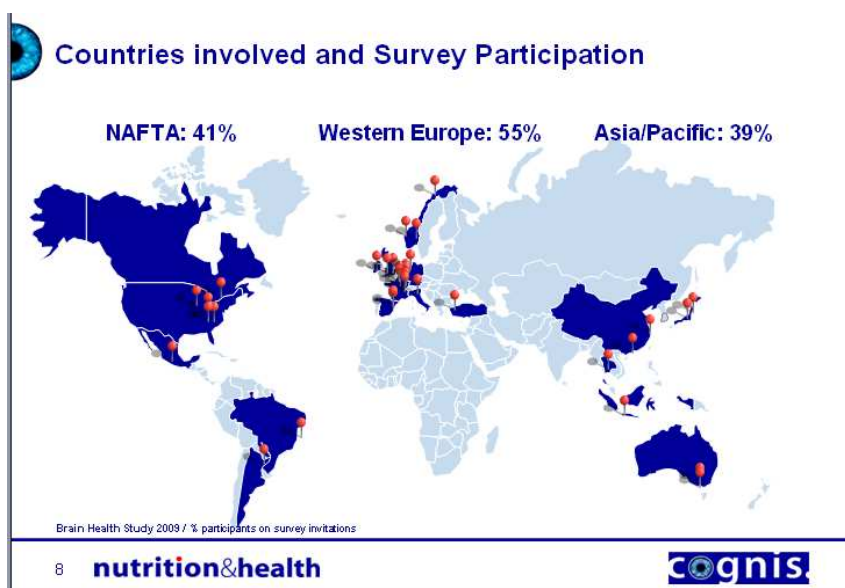 Countries involved and Survey Participation
NAFTA: 41%
Western Europe: 55%
Asia/Pacific: 39%
Brain Health Study 2009 / % participants on survey invitations
8
nutrition&health
cognis.